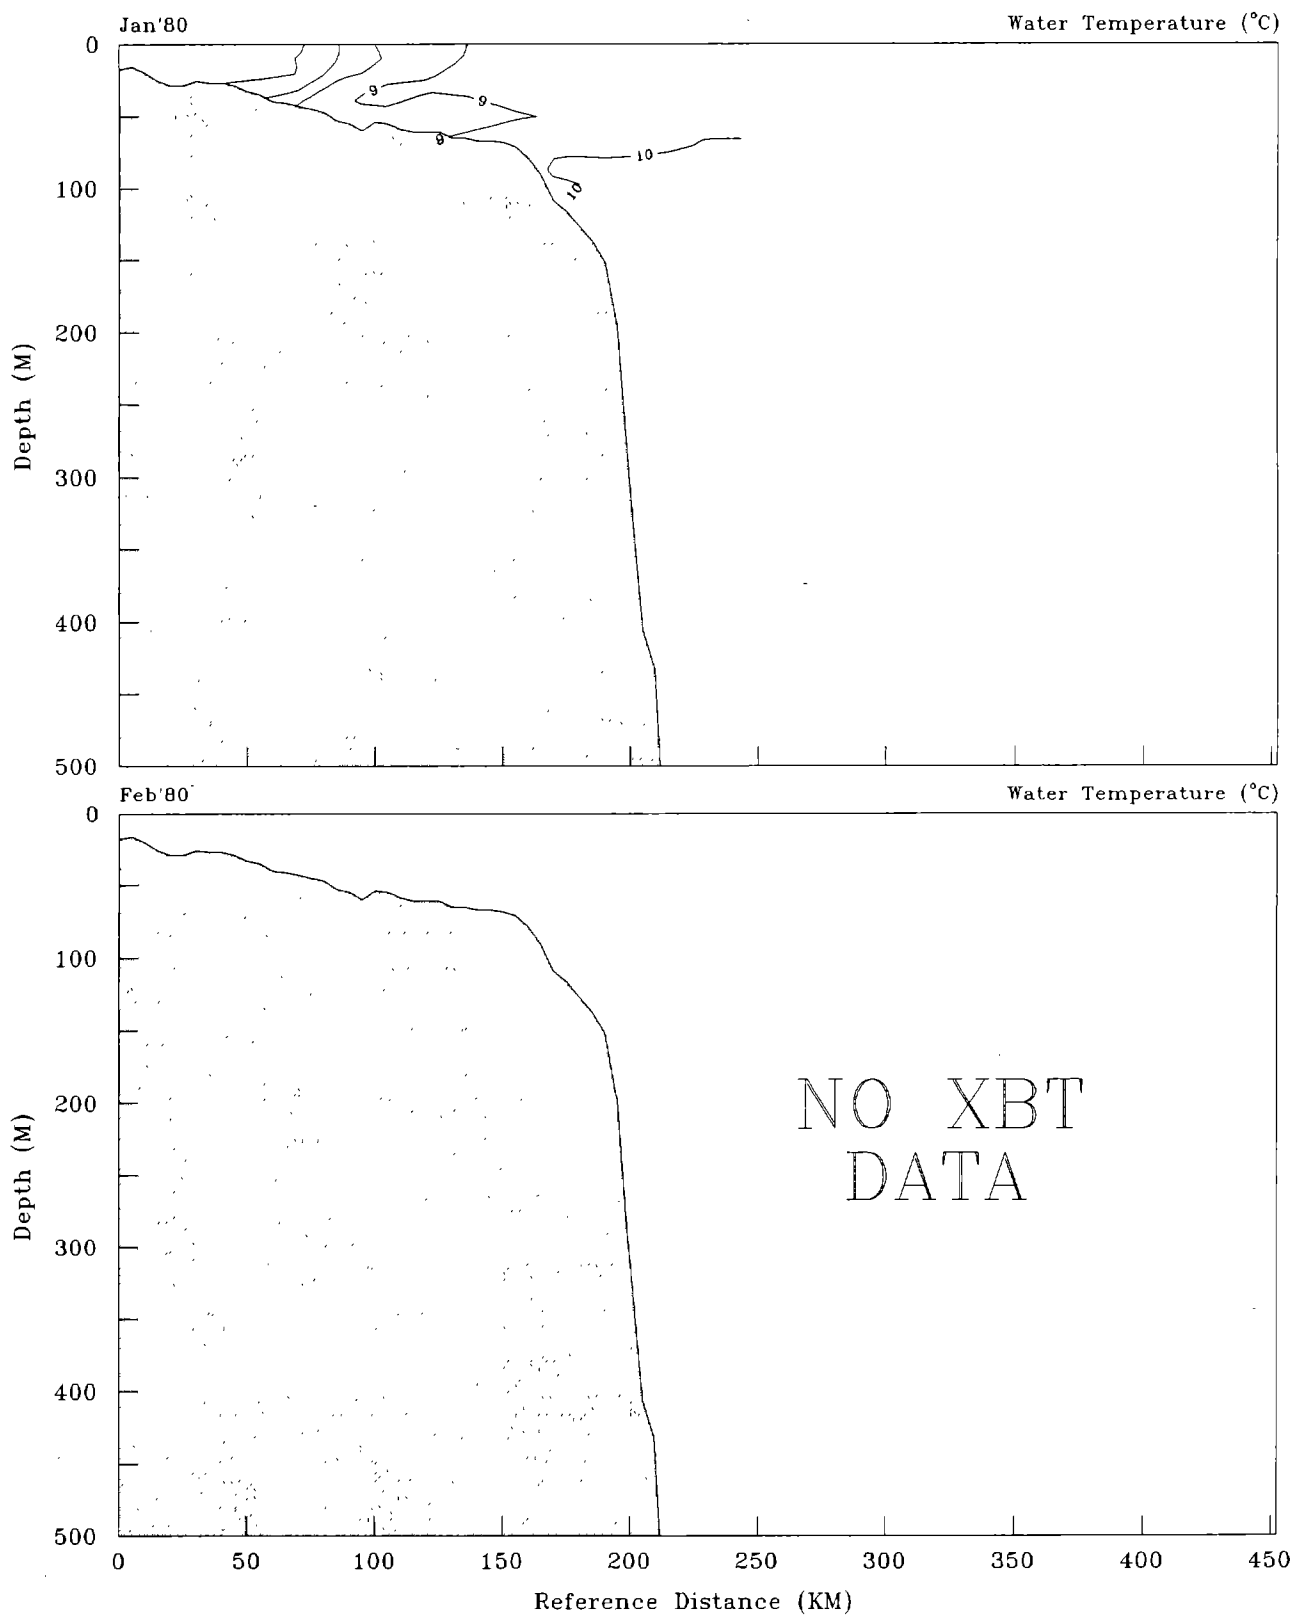 Jan'80 Water Temperature (°C)
0
100
200
300
400
500
Depth (M)
9
9
9
10
10
Feb'80 Water Temperature (°C)
0
100
200
300
400
500
Depth (M)
NO XBT
DATA
0 50 100 150 200 250 300 350 400 450
Reference Distance (KM)